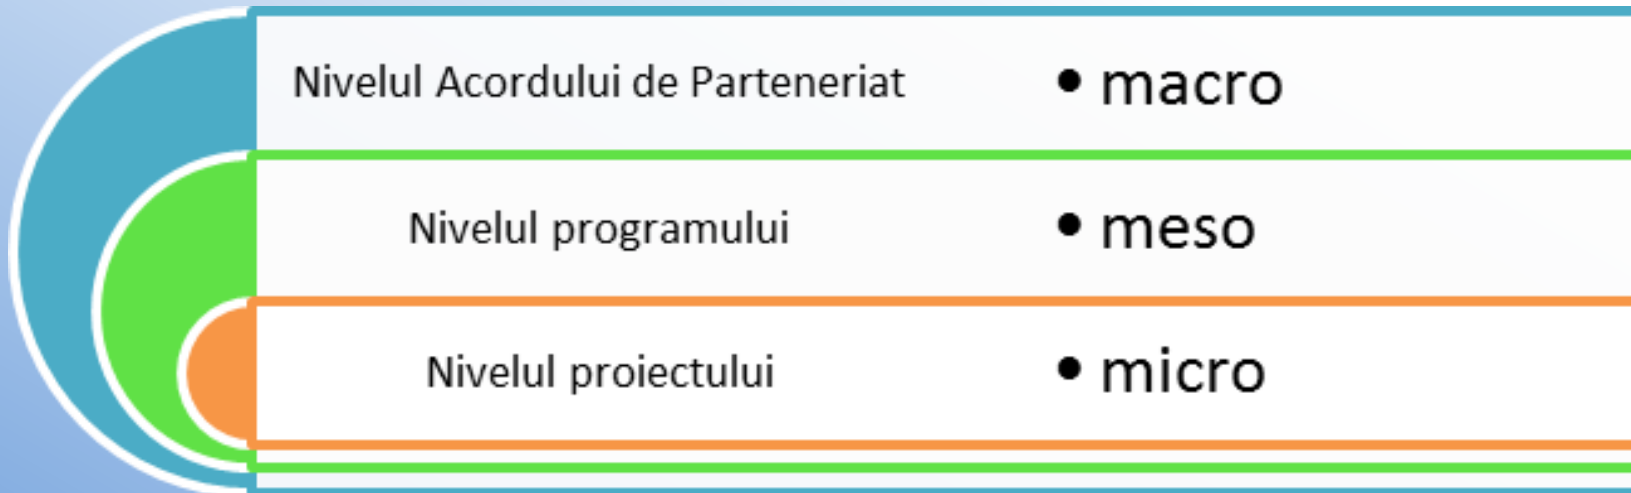 Nivelul Acordului de Parteneriat • macro
Nivelul programului • meso
Nivelul proiectului • micro